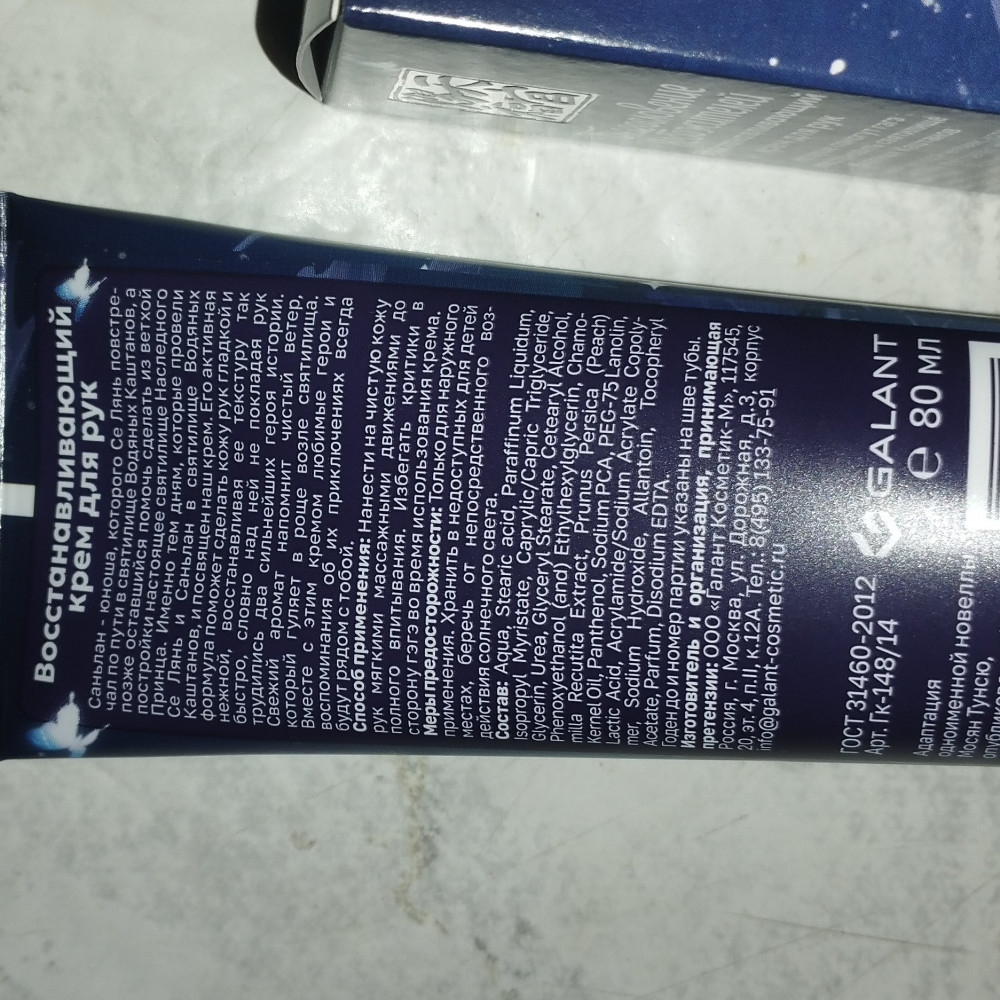 Восстанавливающий
крем для рук
Саньлан - юноша, которого Се Лянь повстре-
чал по пути в святилище Водяных Каштанов, а
позже оставшийся помочь сделать из ветхой
постройки настоящее святилище Наследного
Принца. Именно тем дням, которые провели
Се Лянь и Саньлан в святилище Водяных
Каштанов, и посвящен наш крем. Его активная
формула поможет сделать кожу рук гладкой и
нежной, восстанавливая ее текстуру так
быстро, словно над ней не покладая рук
трудились два сильнейших героя истории.
Свежий аромат напомнит чистый ветер,
который гуляет в роще возле святилища.
Вместе с этим кремом любимые герои и
воспоминания об их приключениях всегда
будут рядом с тобой.
Способ применения: Нанести на чистую кожу
рук мягкими массажными движениями до
полного впитывания. Избегать критики в
сторону ГэГэ во время использования крема.
Меры предосторожности: Только для наружного
применения. Хранить в недоступных для детей
местах, беречь от непосредственного воз-
действия солнечного света.
Состав: Aqua, Stearic acid, Paraffinum Liquidum,
Isopropyl Myristate, Caprylic/Capric Triglyceride,
Glycerin, Urea, Glyceryl Stearate, Cetearyl Alcohol,
Phenoxyethanol (and) Ethylhexylglycerin, Chamo-
milla Recutita Extract, Prunus Persica (Peach)
Kernel Oil, Panthenol, Sodium PCA, PEG-75 Lanolin,
Lactic Acid, Acrylamide/Sodium Acrylate Copoly-
mer, Sodium Hydroxide, Allantoin, Tocopheryl
Acetate, Parfum, Disodium EDTA.
Годен до и номер партии указаны на шве тубы.
Изготовитель и организация, принимающая
претензии: ООО «Галант Косметик-М», 117545,
Россия, г. Москва, ул. Дорожная, д.3, корпус
20, эт. 4, п.II, к.12А. Тел.: 8(495)133-75-91
info@galant-cosmetic.ru
ГОСТ 31460-2012
Арт. Гк-148/14
GALANT
e 80 мл
Адаптация
одноименной новеллы
Мосян Тунсю,